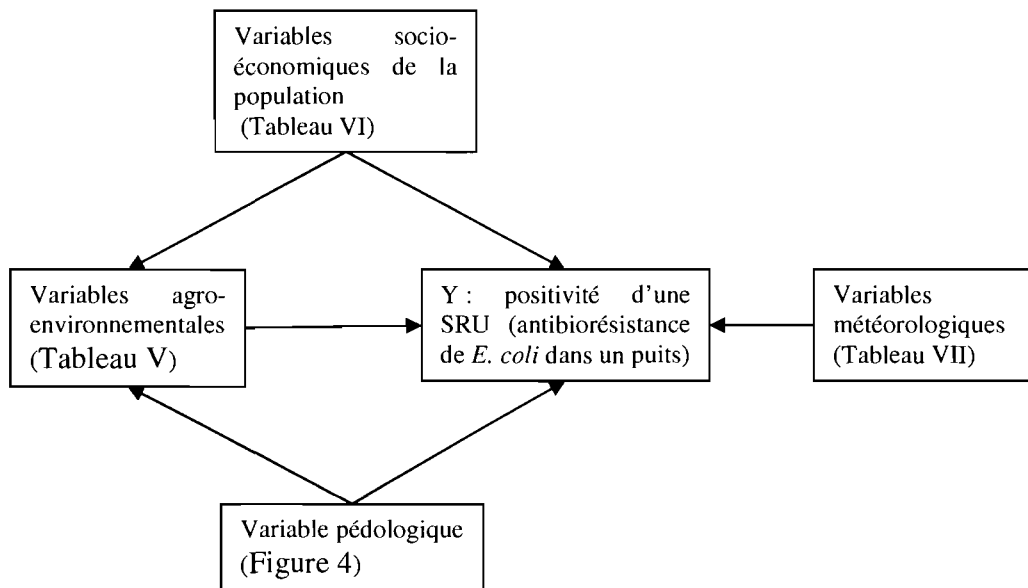 Variables socio-
économiques de la
population
(Tableau VI)
Variables agro-
environnementales
(Tableau V)
Y : positivité d'une
SRU (antibiorésistance
de E. coli dans un puits)
Variables
météorologiques
(Tableau VII)
Variable pédologique
(Figure 4)